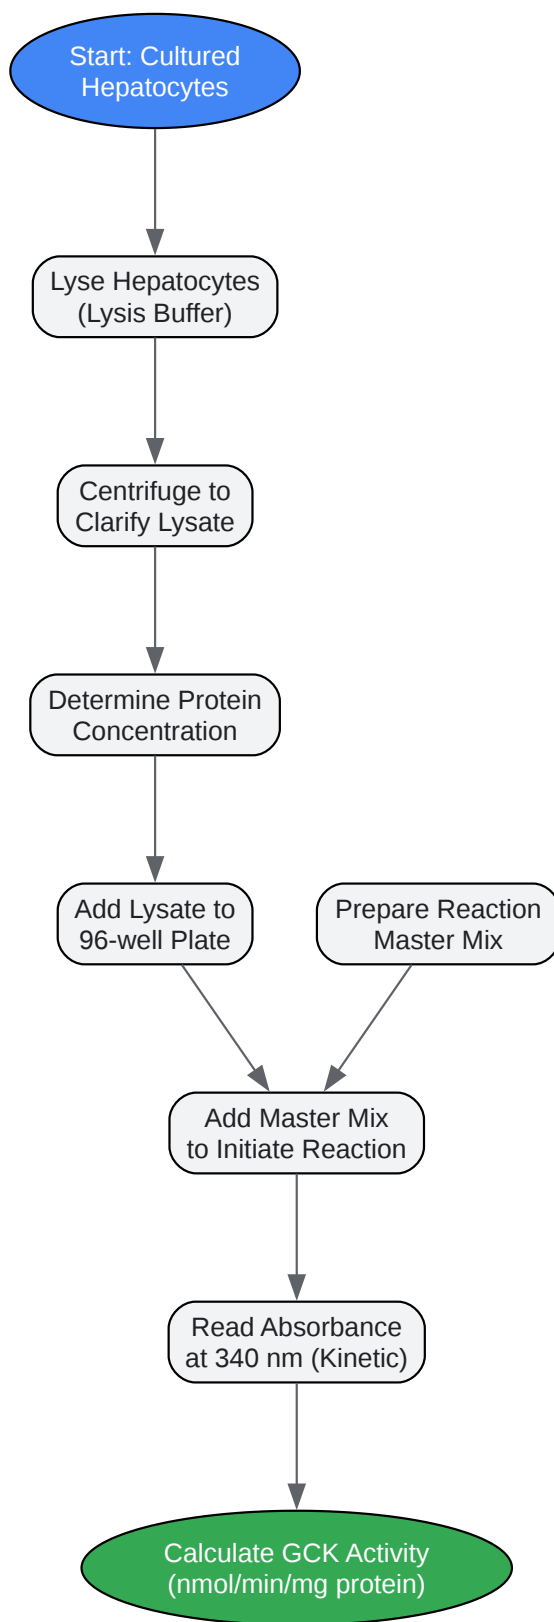 Start: Cultured
Hepatocytes
Lyse Hepatocytes
(Lysis Buffer)
Centrifuge to
Clarify Lysate
Determine Protein
Concentration
Add Lysate to
96-well Plate
Prepare Reaction
Master Mix
Add Master Mix
to Initiate Reaction
Read Absorbance
at 340 nm (Kinetic)
Calculate GCK Activity
(nmol/min/mg protein)